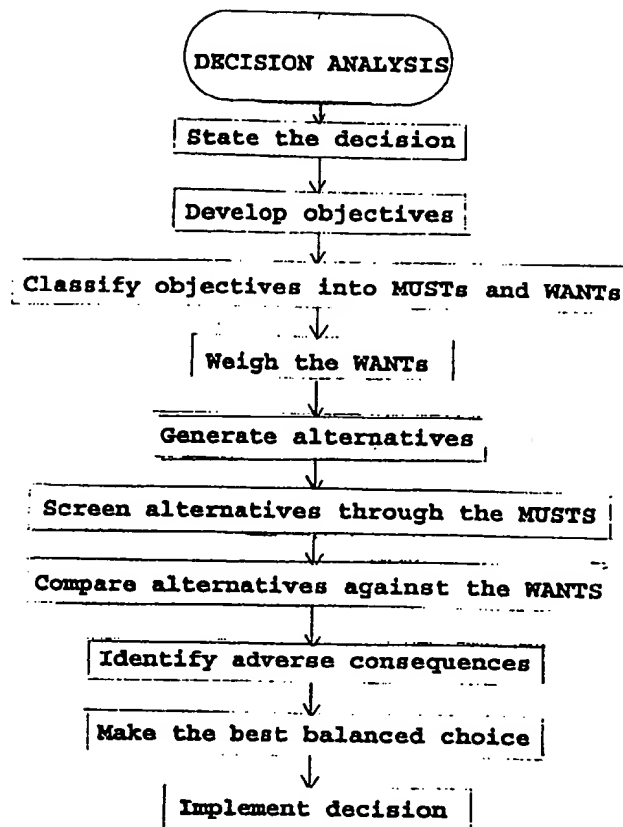 DECISION ANALYSIS
State the decision
Develop objectives
Classify objectives into MUSTs and WANTs
Weigh the WANTs
Generate alternatives
Screen alternatives through the MUSTS
Compare alternatives against the WANTS
Identify adverse consequences
Make the best balanced choice
Implement decision